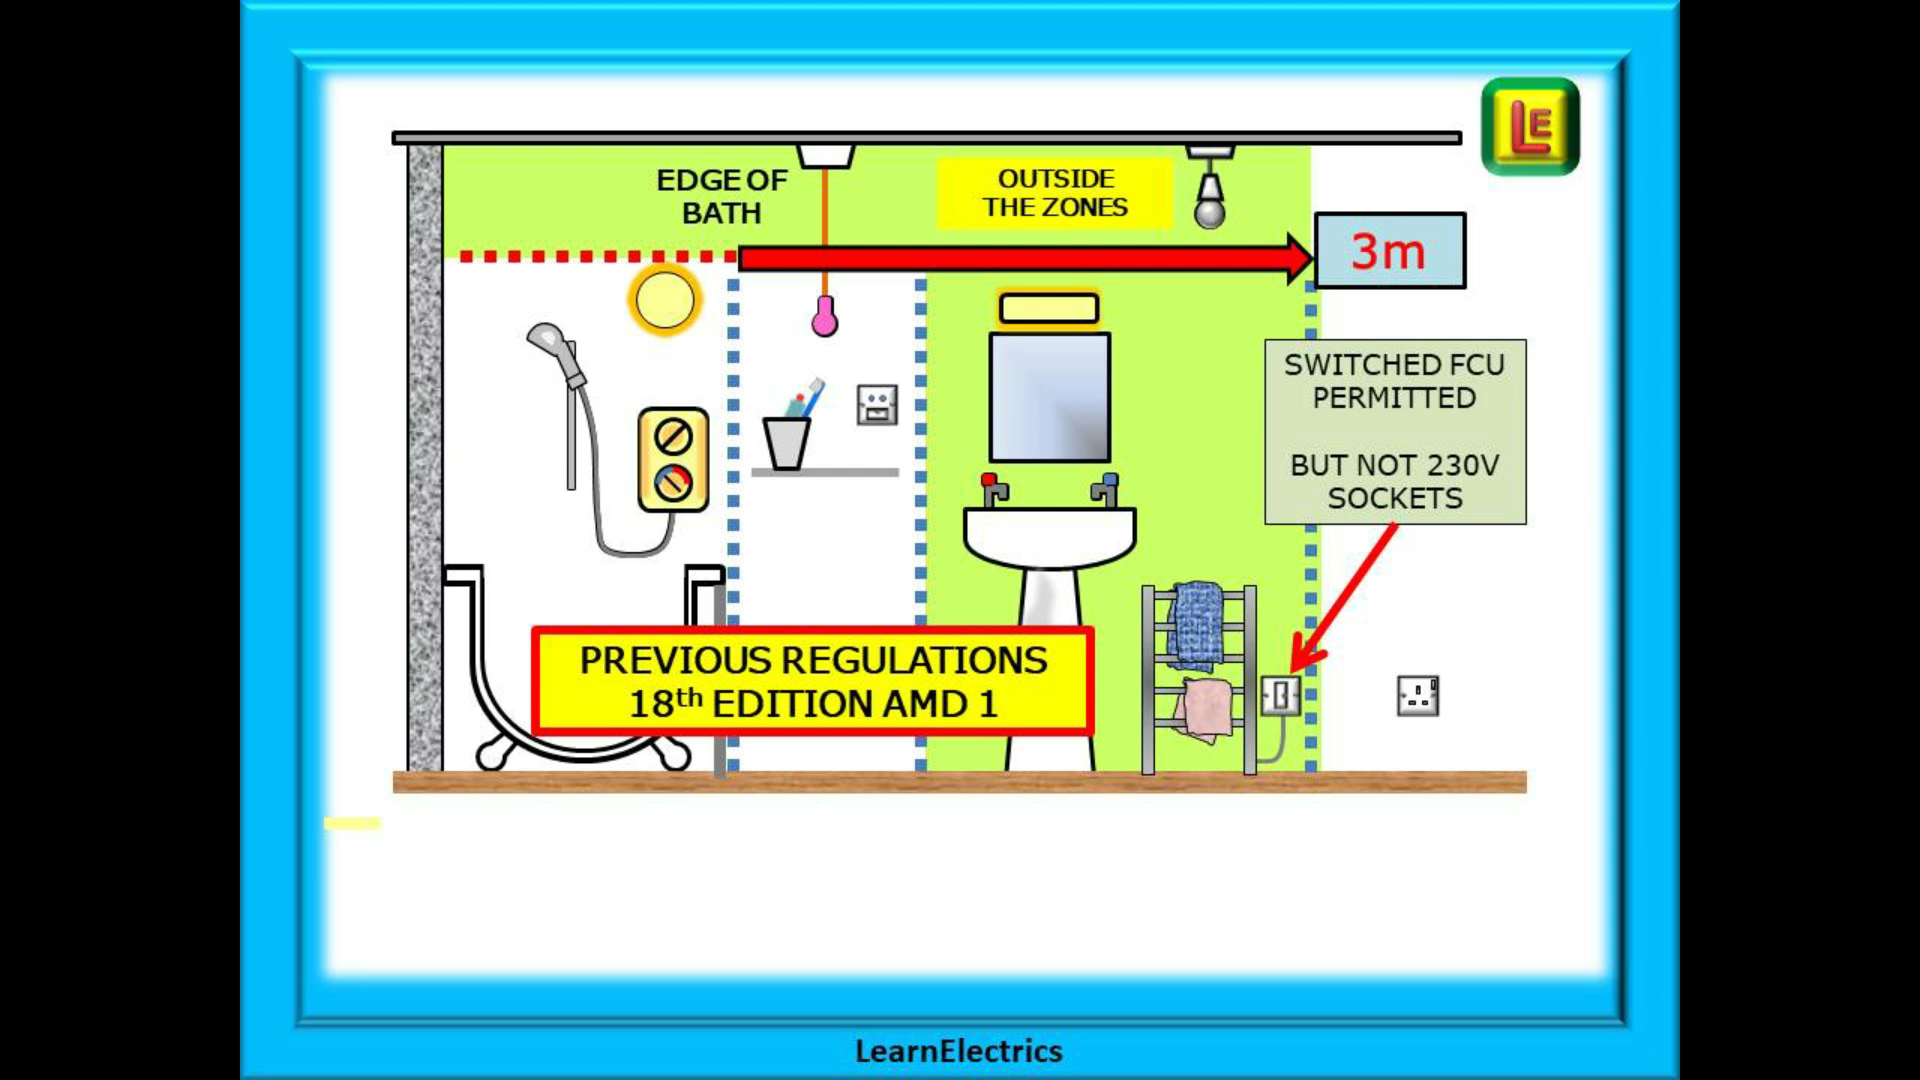 LE
EDGE OF
BATH
OUTSIDE
THE ZONES
3m
SWITCHED FCU
PERMITTED
BUT NOT 230V
SOCKETS
PREVIOUS REGULATIONS
18th EDITION AMD 1
LearnElectrics